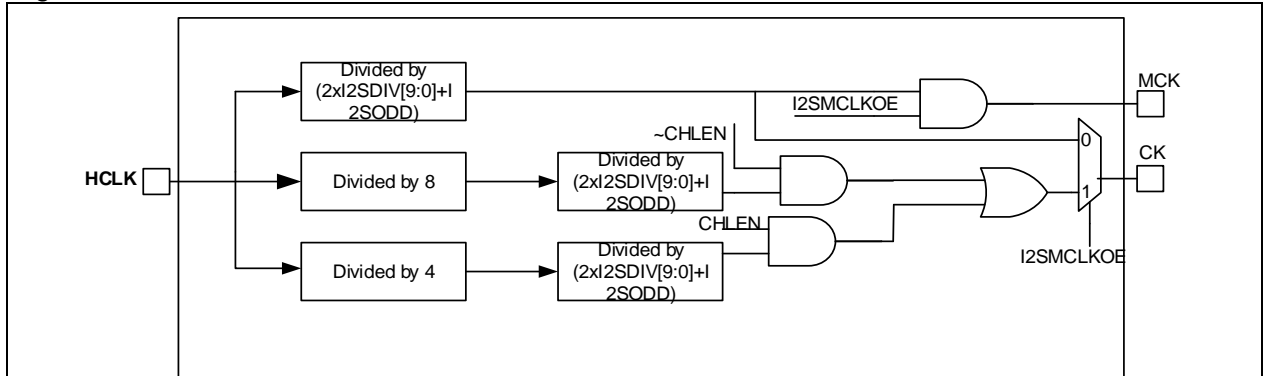 Divided by
(2xI2SDIV[9:0]+I
2SODD)
MCK
I2SMCLKOE
~CHLEN
0
CK
HCLK
Divided by 8
Divided by
(2xI2SDIV[9:0]+I
2SODD)
1
CHLEN
Divided by 4
Divided by
(2xI2SDIV[9:0]+I
2SODD)
I2SMCLKOE